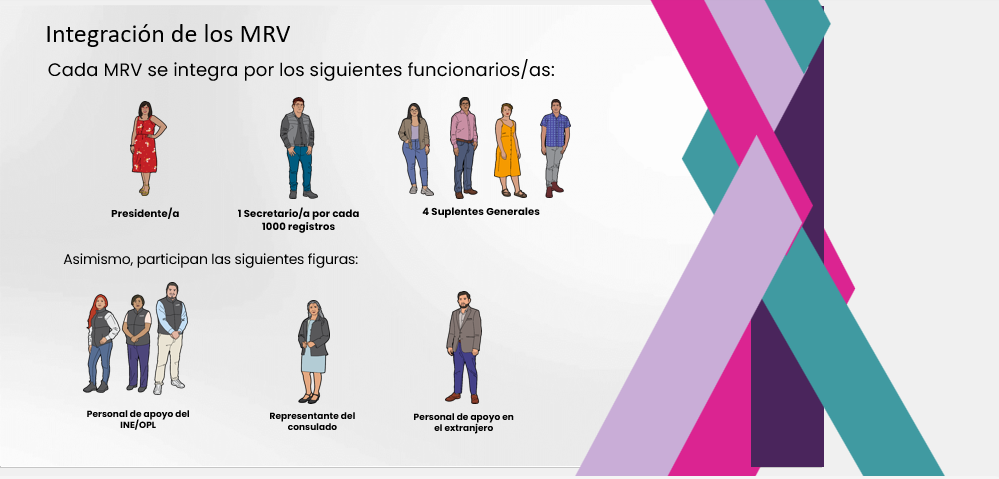 Integración de los MRV
Cada MRV se integra por los siguientes funcionarios/as:
Presidente/a
1 Secretario/a por cada
1000 registros
4 Suplentes Generales
Asimismo, participan las siguientes figuras:
Personal de apoyo del
INE/OPL
Representante del
consulado
Personal de apoyo en
el extranjero